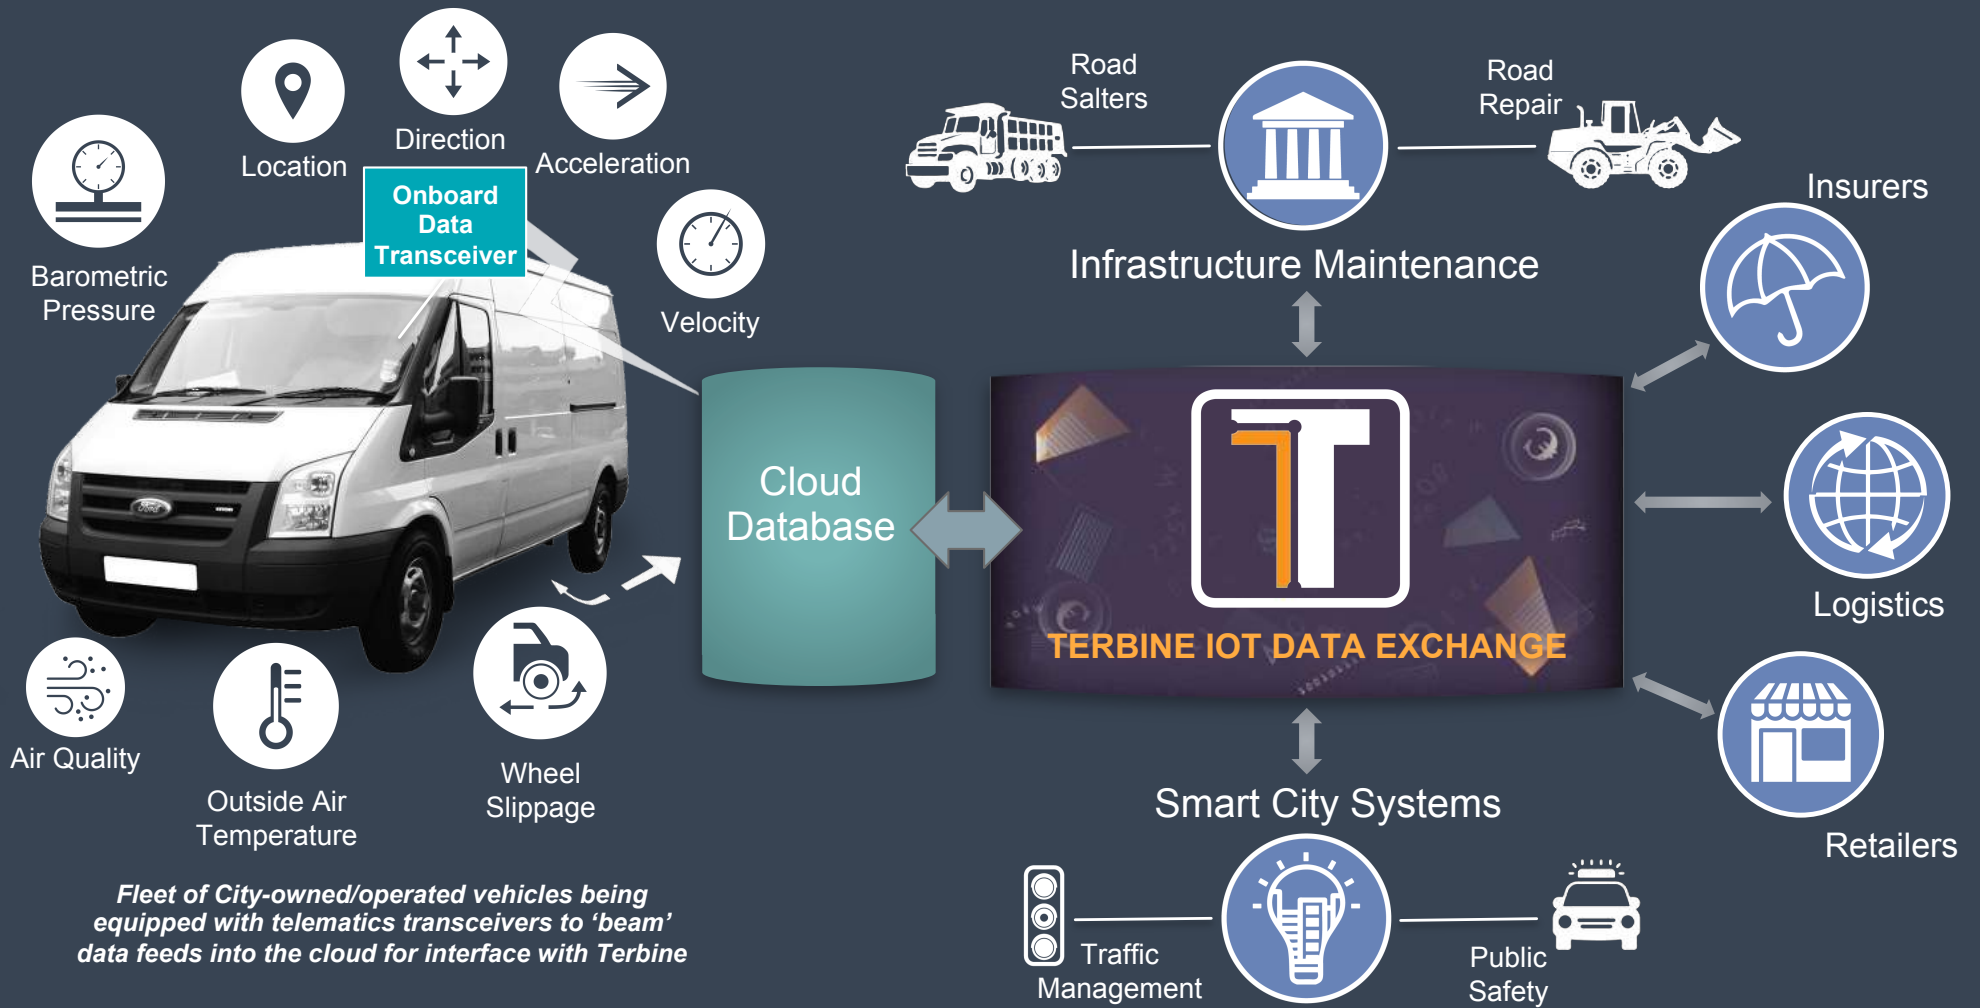 Location
Direction
Acceleration
Barometric
Pressure
Onboard
Data
Transceiver
Velocity
Ford
Air Quality
Outside Air
Temperature
Wheel
Slippage
Fleet of City-owned/operated vehicles being
equipped with telematics transceivers to ‘beam’
data feeds into the cloud for interface with Terbine
Cloud
Database
TERBINE IOT DATA EXCHANGE
Road
Salters
Road
Repair
Infrastructure Maintenance
Insurers
Logistics
Retailers
Smart City Systems
Traffic
Management
Public
Safety